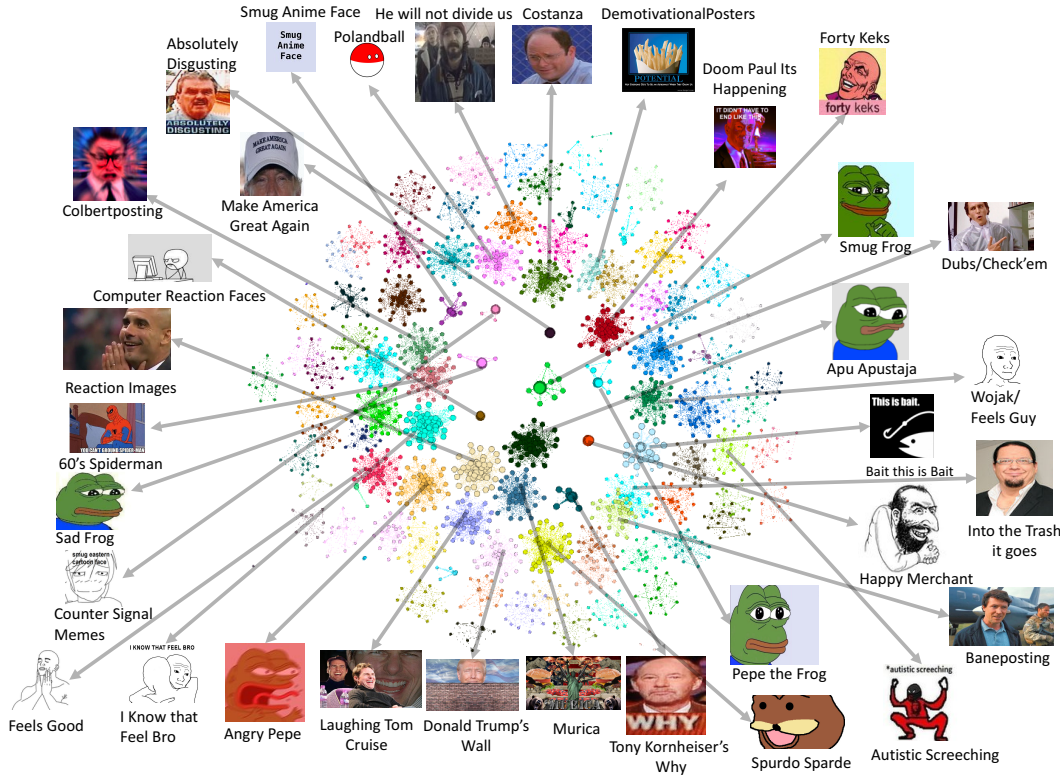 Smug Anime Face
He will not divide us
Costanza
DemotivationalPosters
Smug
Anime
Face
Polandball
Absolutely
Disgusting
ABSOLUTELY
DISGUSTING
POTENTIAL
Doom Paul Its
Happening
IT DIDN'T HAVE TO
END LIKE THIS
Forty Keks
forty keks
MAKE AMERICA
GREAT AGAIN
Make America
Great Again
Colbertposting
Smug Frog
Dubs/Check'em
Computer Reaction Faces
Reaction Images
Apu Apustaja
Wojak/
Feels Guy
This is bait.
Bait this is Bait
YOU CAN'T GROUND SPIDER-MAN
60's Spiderman
Sad Frog
Into the Trash
it goes
Happy Merchant
smug eastern
cartoon face
Counter Signal
Memes
Baneposting
Pepe the Frog
I KNOW THAT FEEL BRO
Feels Good
I Know that
Feel Bro
Angry Pepe
Laughing Tom
Cruise
Donald Trump's
Wall
Murica
WHY
Tony Kornheiser's
Why
Spurdo Sparde
*autistic screeching
Autistic Screeching